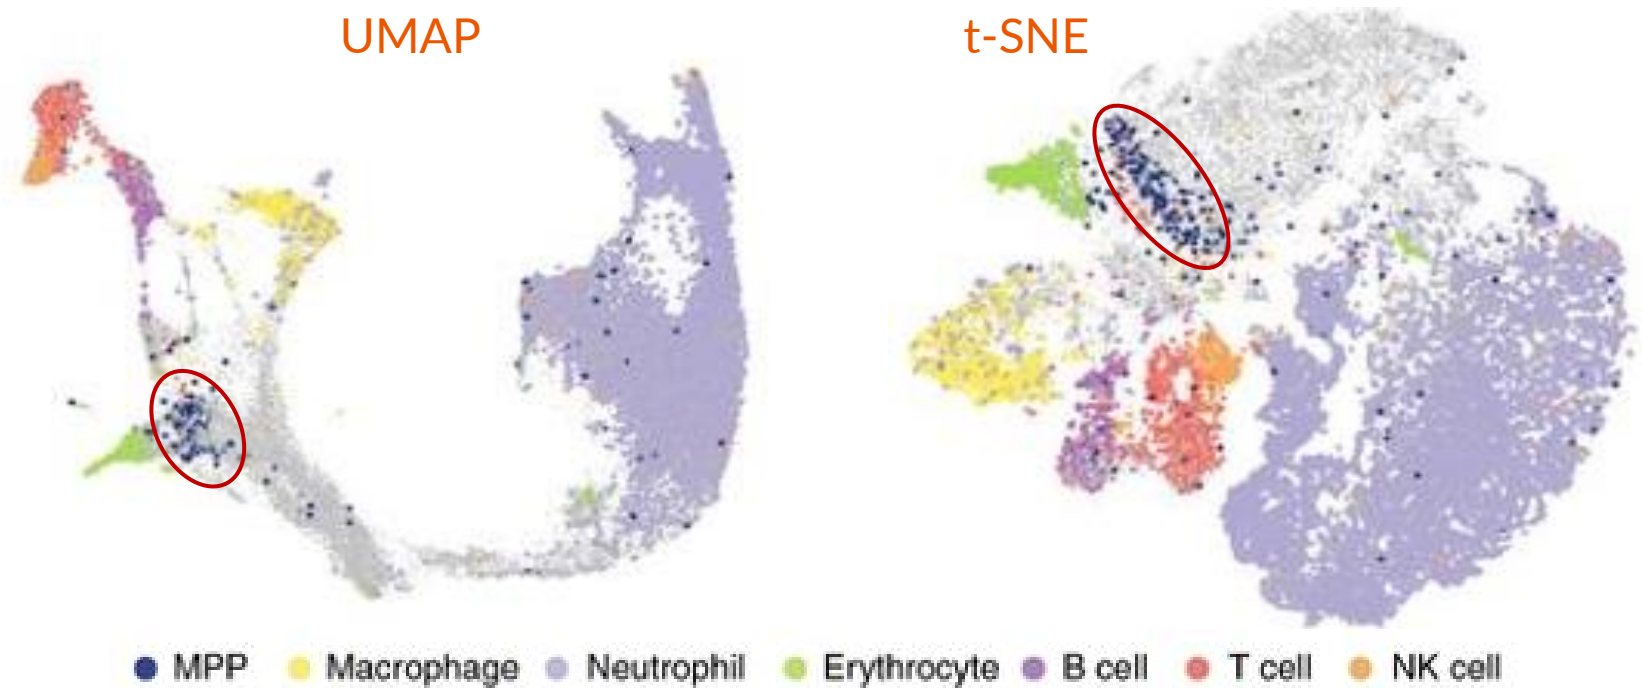 UMAP
t-SNE
MPP Macrophage Neutrophil Erythrocyte B cell T cell NK cell